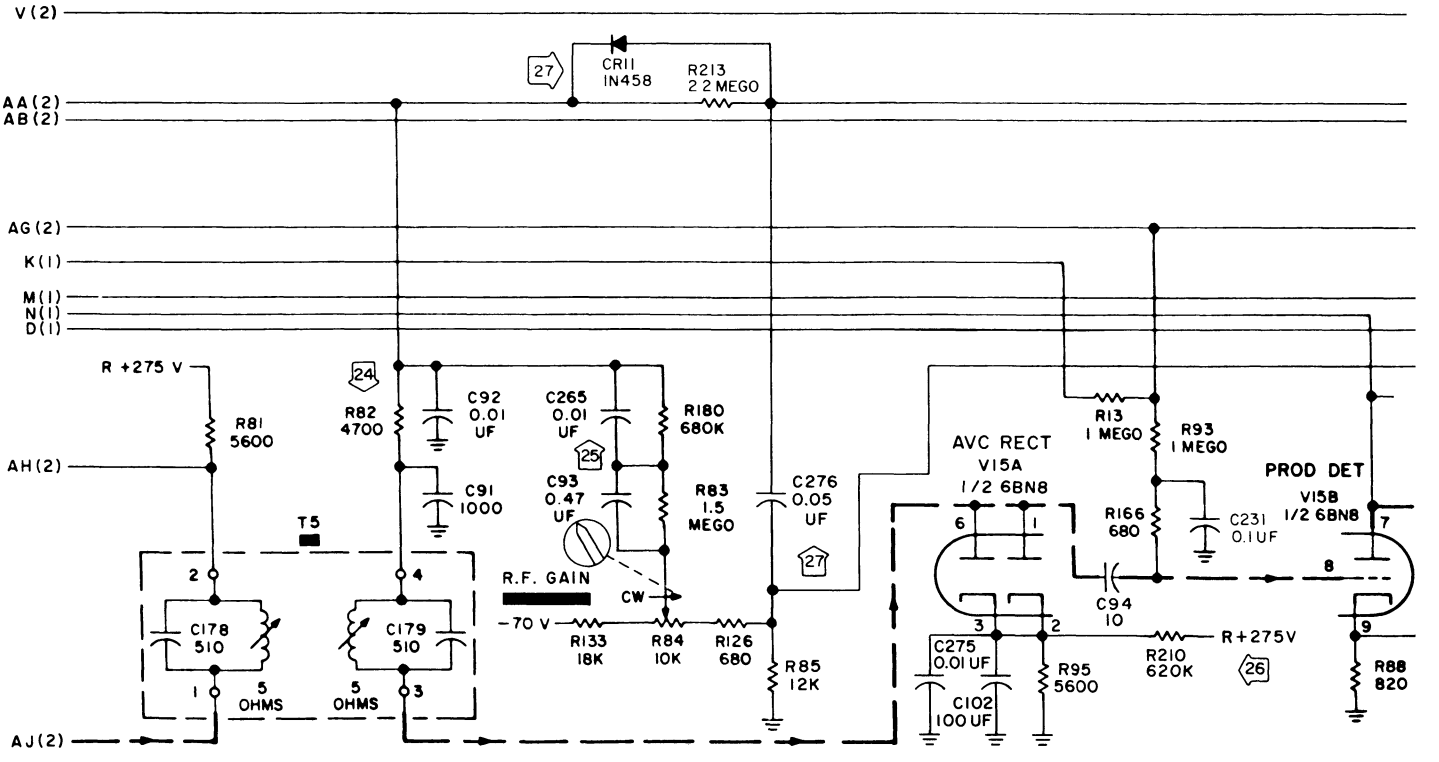 V(2)
27
CR11
1N458
R213
2 2 MEGO
AA(2)
AB(2)
AG(2)
K(1)
M(1)
N(1)
D(1)
R +275 V
24
R81
5600
R82
4700
C92
0.01
UF
C265
0.01
UF
R180
680K
R13
1 MEGO
R93
1 MEGO
AH(2)
25
AVC RECT
V15A
1/2 6BN8
PROD DET
V15B
1/2 6BN8
C91
1000
C93
0.47
UF
R83
1.5
MEGO
C276
0.05
UF
R166
680
C231
0.1UF
T5
6
1
7
27
2
4
R.F. GAIN
CW
8
C94
10
C178
510
C179
510
-70 V
R133
18K
R84
10K
R126
680
3
2
9
R85
12K
C275
0.01UF
R95
5600
R210
620K
R+275V
26
R88
820
1
5
OHMS
5
OHMS
3
C102
100UF
AJ(2)